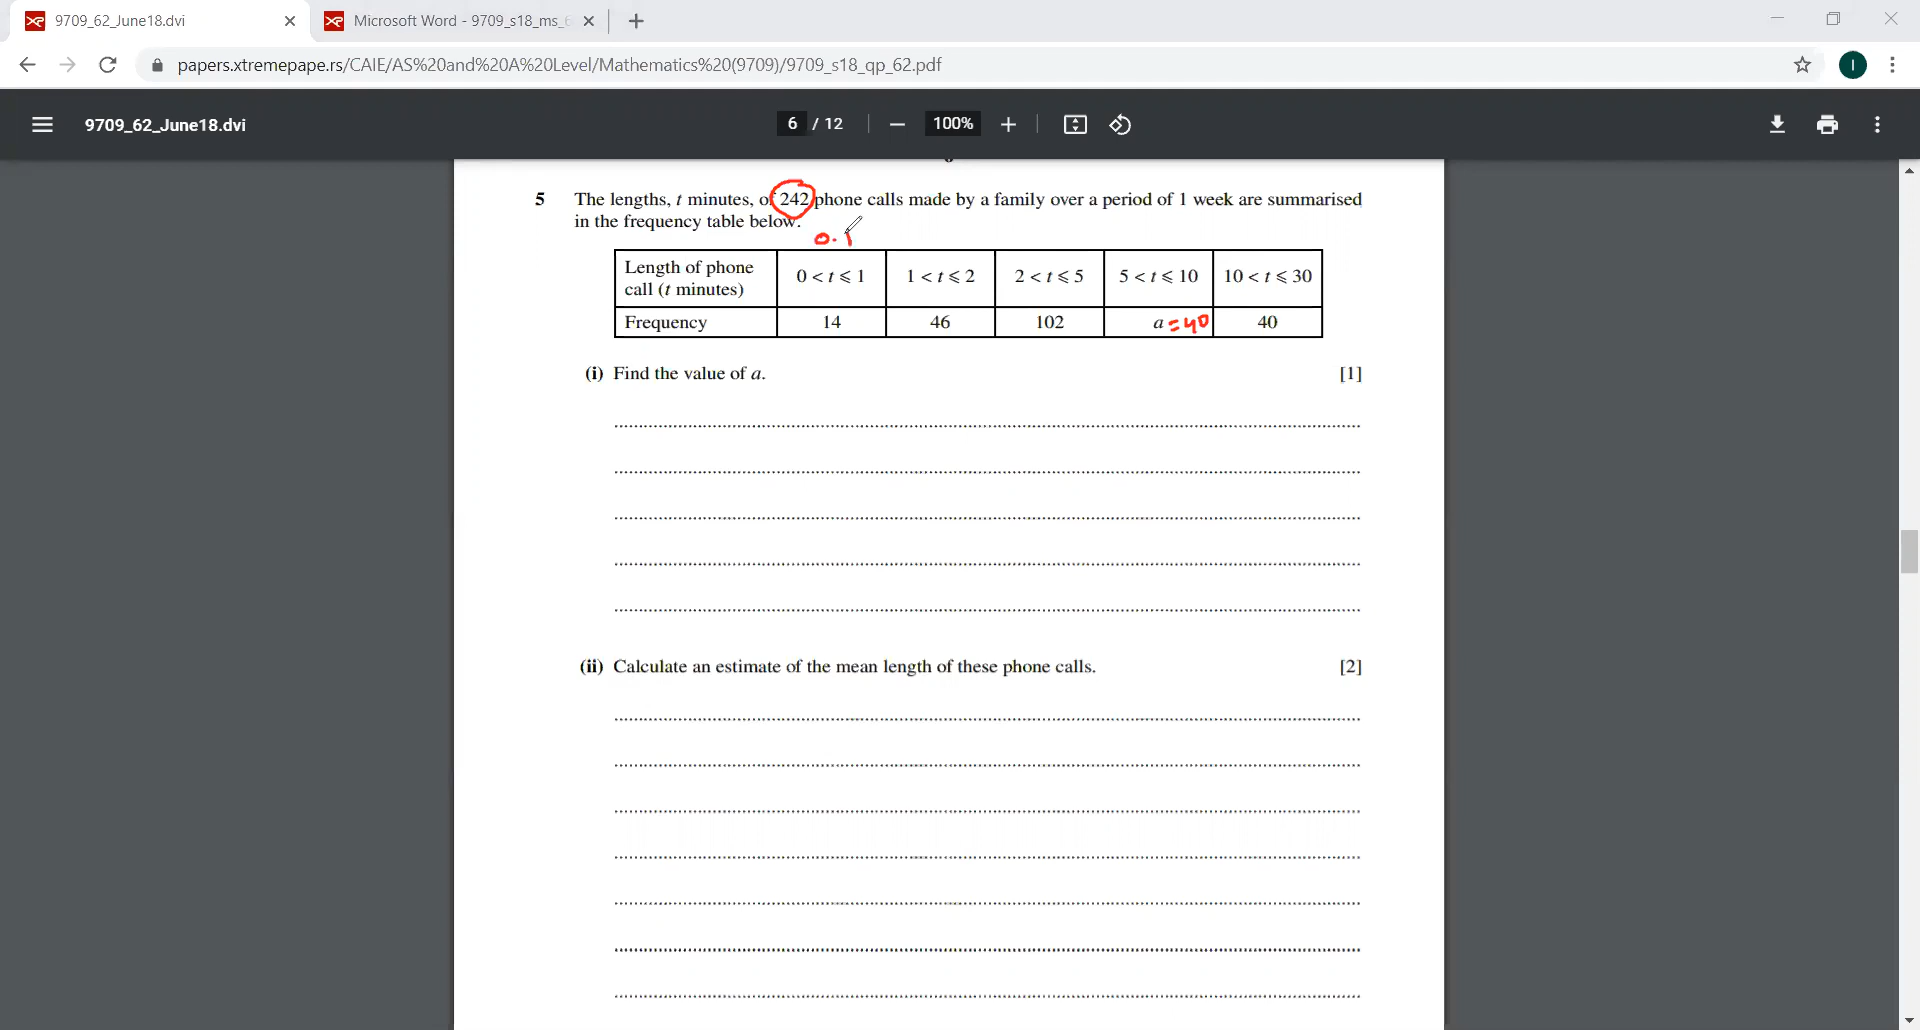 9709_62_June18.dvi
Microsoft Word - 9709_s18_ms_6
papers.xtremepape.rs/CAIE/AS%20and%20A%20Level/Mathematics%20(9709)/9709_s18_qp_62.pdf
I
9709_62_June18.dvi
6 / 12
100%
5 The lengths, t minutes, of 242 phone calls made by a family over a period of 1 week are summarised
in the frequency table below.
Length of phone call (t minutes) 0 < t ⩽ 1 1 < t ⩽ 2 2 < t ⩽ 5 5 < t ⩽ 10 10 < t ⩽ 30
Frequency 14 46 102 a = 40 40
(i) Find the value of a. [1]
(ii) Calculate an estimate of the mean length of these phone calls. [2]